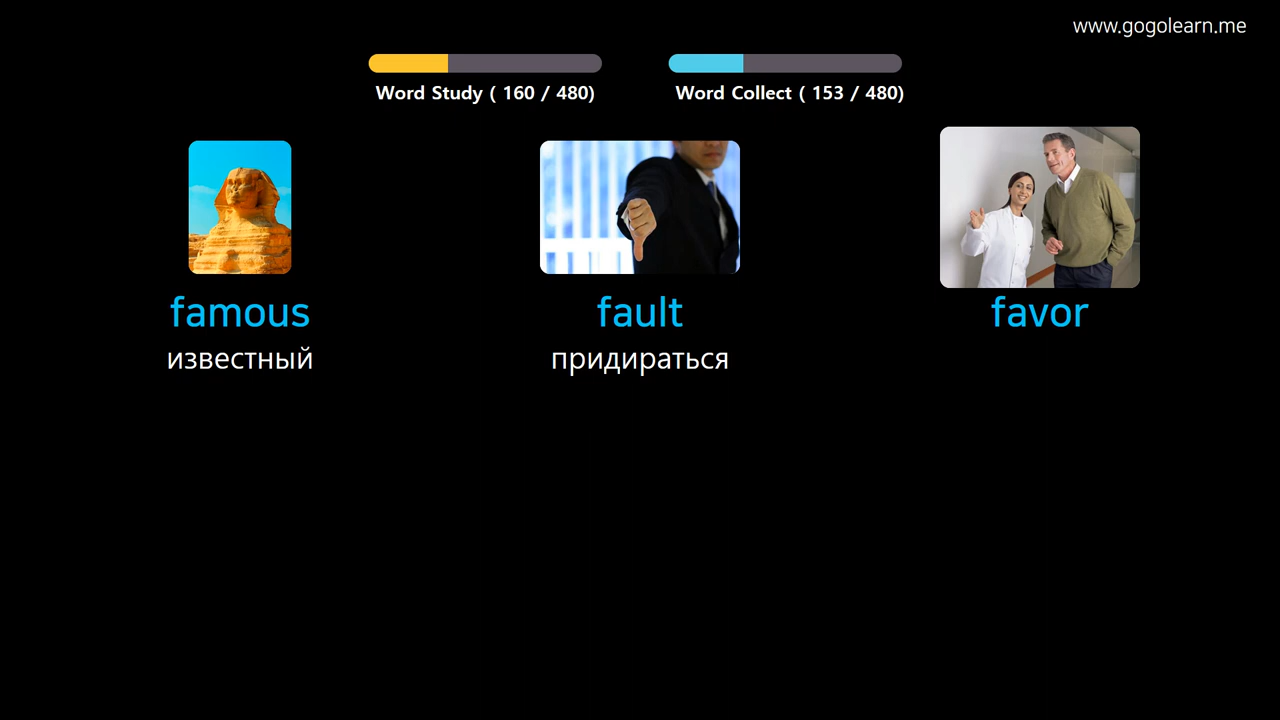 www.gogolearn.me
Word Study ( 160 / 480)
Word Collect ( 153 / 480)
famous
fault
favor
известный
придираться